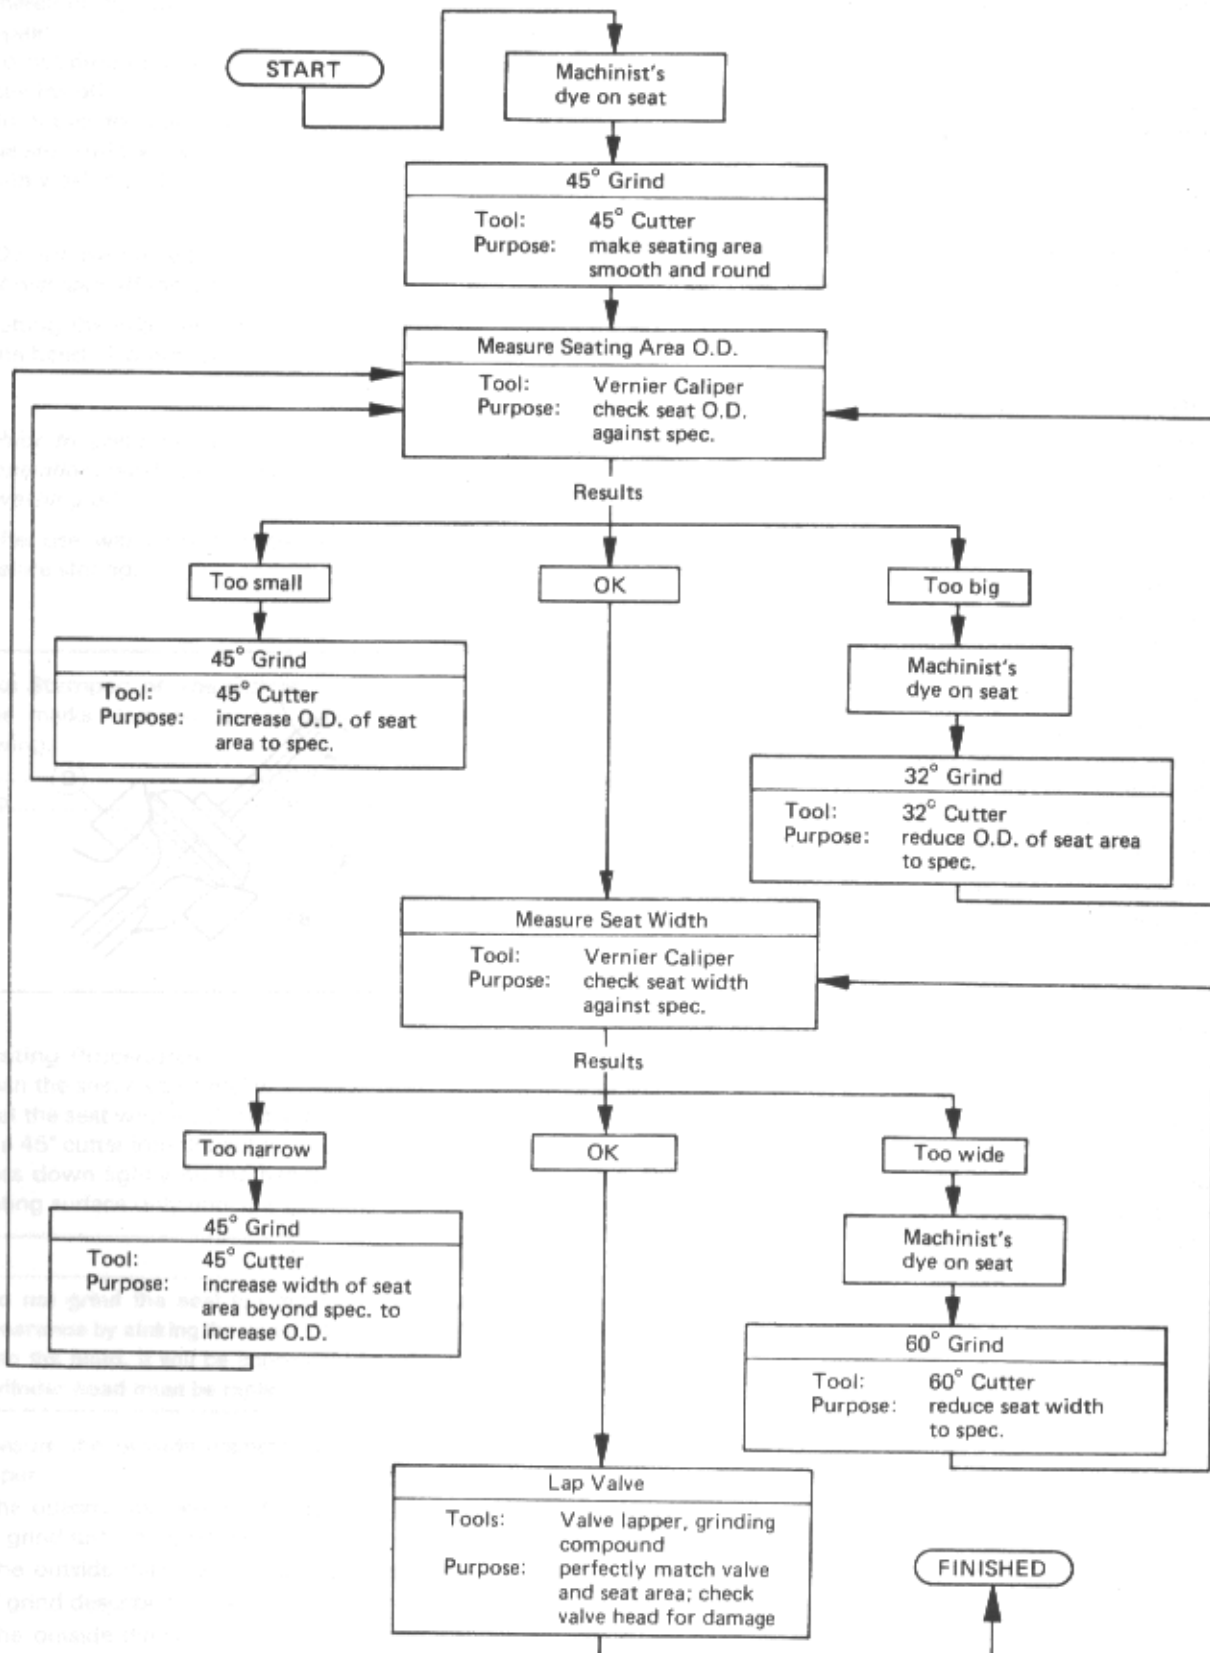 START
Machinist's
dye on seat
45° Grind
Tool: 45° Cutter
Purpose: make seating area
smooth and round
Measure Seating Area O.D.
Tool: Vernier Caliper
Purpose: check seat O.D.
against spec.
Results
Too small
OK
Too big
45° Grind
Tool: 45° Cutter
Purpose: increase O.D. of seat
area to spec.
Machinist's
dye on seat
32° Grind
Tool: 32° Cutter
Purpose: reduce O.D. of seat area
to spec.
Measure Seat Width
Tool: Vernier Caliper
Purpose: check seat width
against spec.
Results
Too narrow
OK
Too wide
45° Grind
Tool: 45° Cutter
Purpose: increase width of seat
area beyond spec. to
increase O.D.
Machinist's
dye on seat
60° Grind
Tool: 60° Cutter
Purpose: reduce seat width
to spec.
Lap Valve
Tools: Valve lapper, grinding
compound
Purpose: perfectly match valve
and seat area; check
valve head for damage
FINISHED